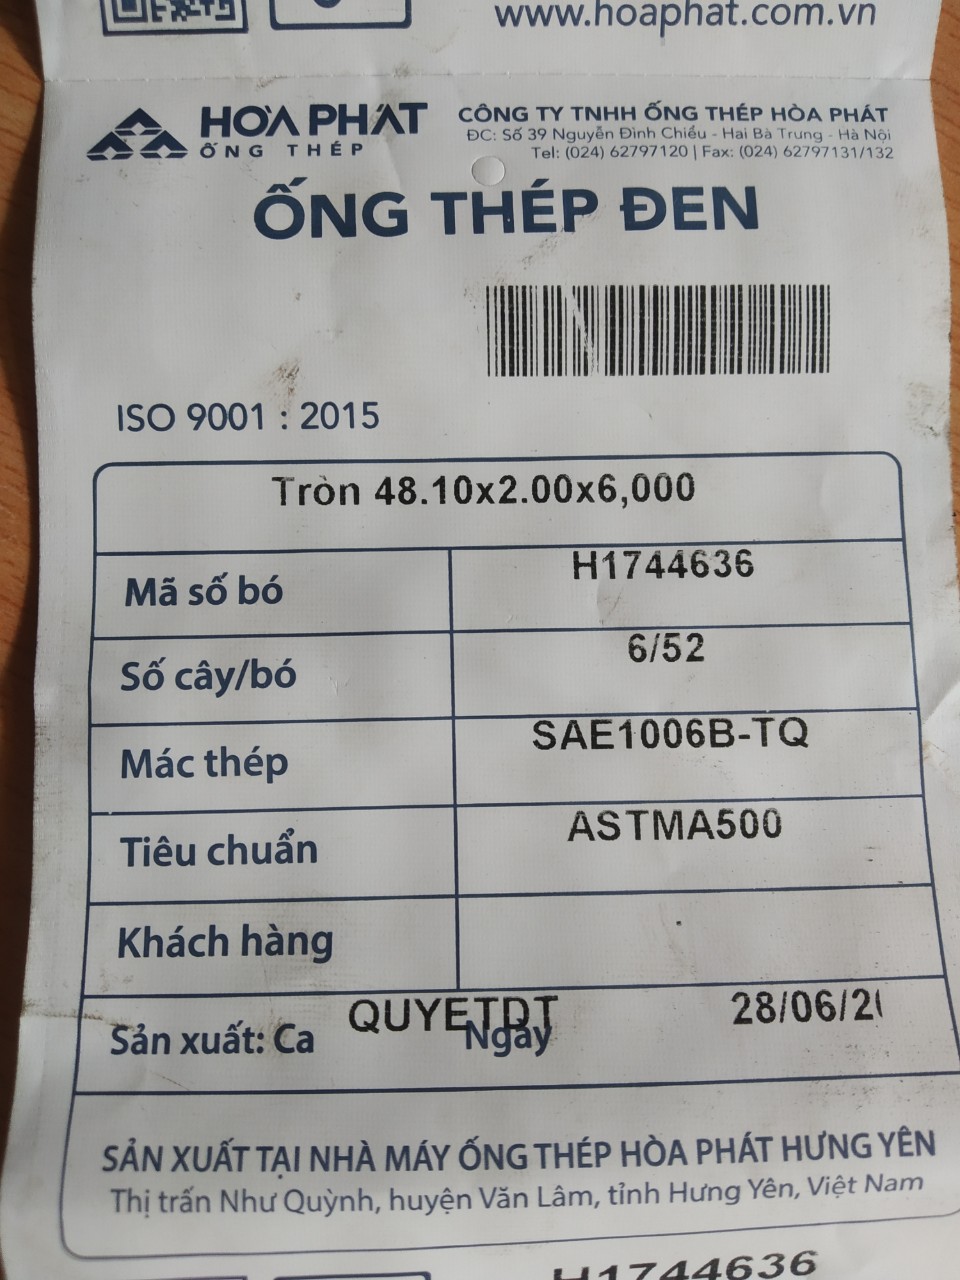 www.hoaphat.com.vn
HÒA PHÁT
ỐNG THÉP
CÔNG TY TNHH ỐNG THÉP HÒA PHÁT
ĐC: Số 39 Nguyễn Đình Chiểu - Hai Bà Trưng - Hà Nội
Tel: (024) 62797120 | Fax: (024) 62797131/132
ỐNG THÉP ĐEN
ISO 9001 : 2015
Tròn 48.10x2.00x6,000
Mã số bó H1744636
Số cây/bó 6/52
Mác thép SAE1006B-TQ
Tiêu chuẩn ASTMA500
Khách hàng
Sản xuất: Ca QUYETDT Ngày 28/06/2
SẢN XUẤT TẠI NHÀ MÁY ỐNG THÉP HÒA PHÁT HƯNG YÊN
Thị trấn Như Quỳnh, huyện Văn Lâm, tỉnh Hưng Yên, Việt Nam
H1744636